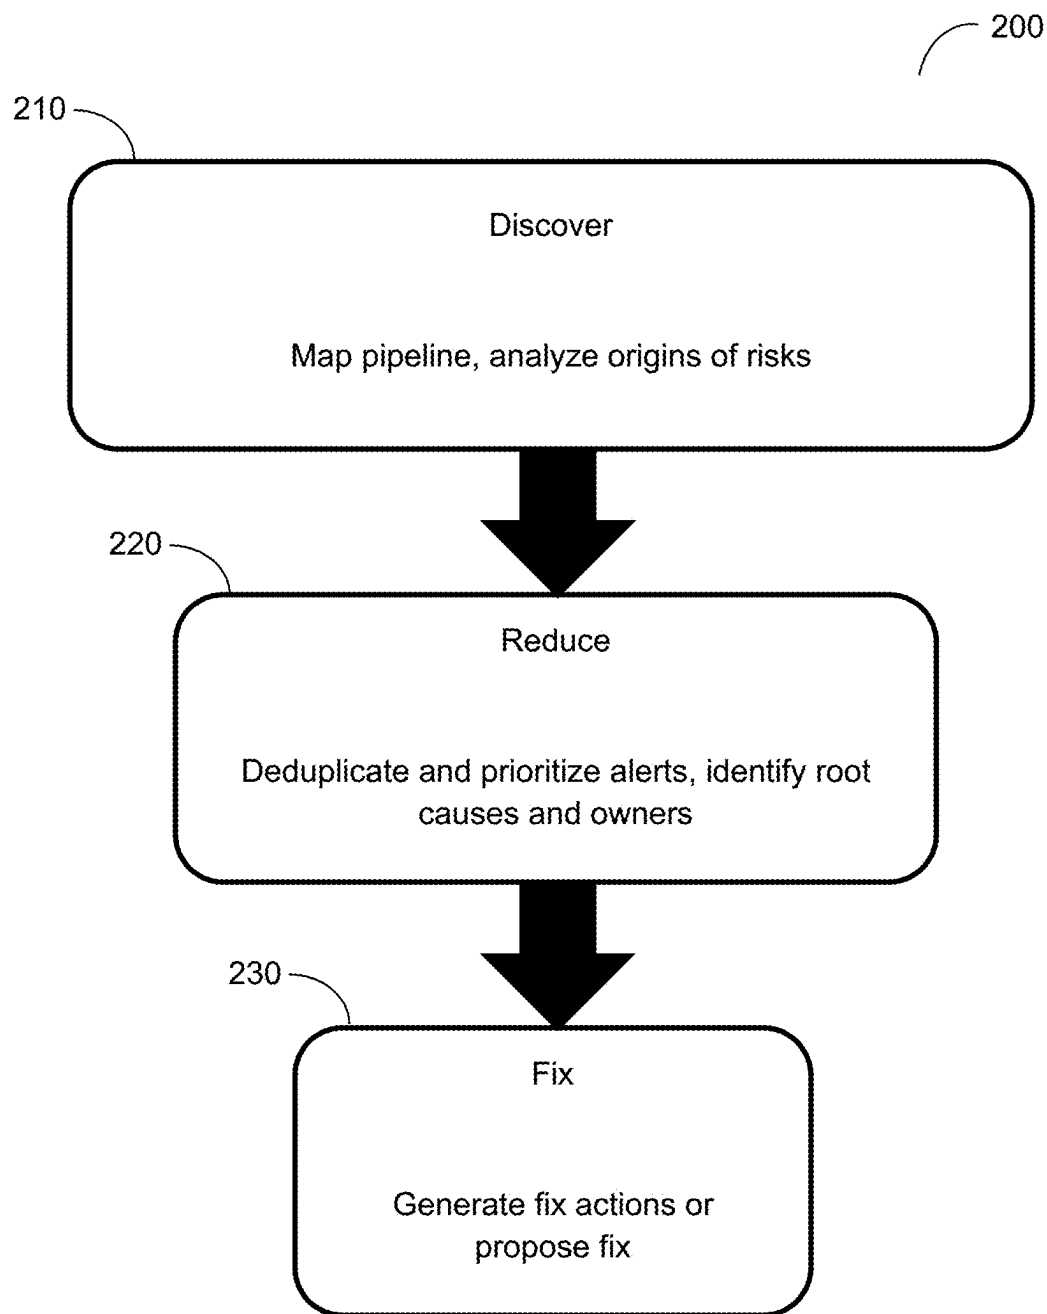 200
210
Discover
Map pipeline, analyze origins of risks
220
Reduce
Deduplicate and prioritize alerts, identify root
causes and owners
230
Fix
Generate fix actions or
propose fix